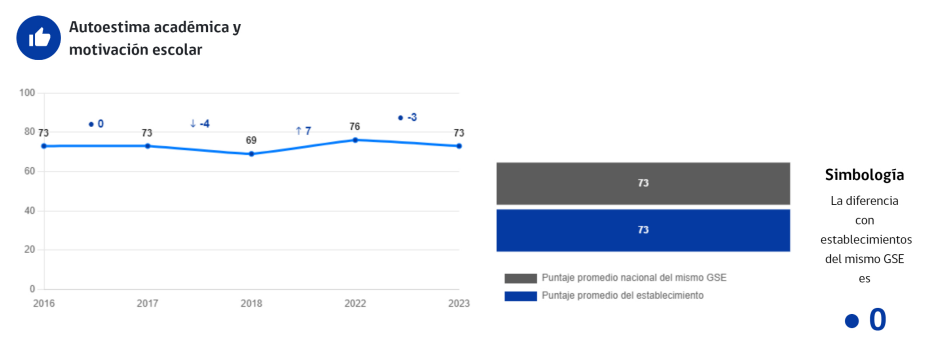 Autoestima académica y
motivación escolar
100
80
60
40
20
0
73
● 0
73
↓ -4
69
↑ 7
76
● -3
73
2016
2017
2018
2022
2023
73
73
Puntaje promedio nacional del mismo GSE
Puntaje promedio del establecimiento
Simbología
La diferencia
con
establecimientos
del mismo GSE
es
● 0